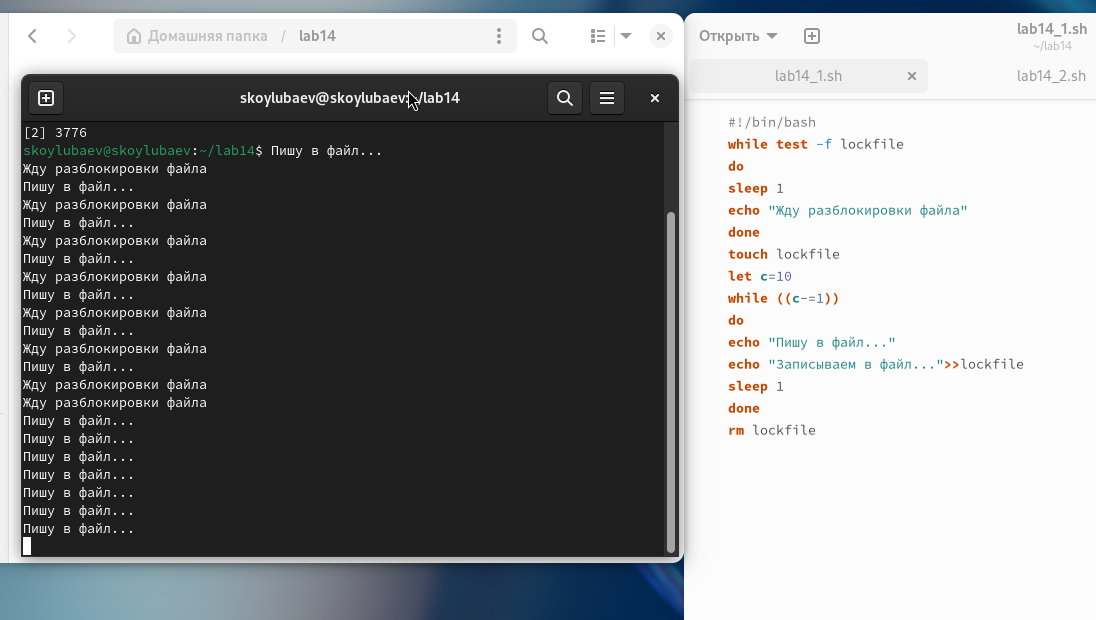 Домашняя папка / lab14
skoylubaev@skoylubaev:~/lab14
[2] 3776
skoylubaev@skoylubaev:~/lab14$ Пишу в файл...
Жду разблокировки файла
Пишу в файл...
Жду разблокировки файла
Пишу в файл...
Жду разблокировки файла
Пишу в файл...
Жду разблокировки файла
Пишу в файл...
Жду разблокировки файла
Пишу в файл...
Жду разблокировки файла
Пишу в файл...
Жду разблокировки файла
Жду разблокировки файла
Пишу в файл...
Пишу в файл...
Пишу в файл...
Пишу в файл...
Пишу в файл...
Пишу в файл...
Пишу в файл...
Открыть
lab14_1.sh
~/lab14
lab14_1.sh
lab14_2.sh
#!/bin/bash
while test -f lockfile
do
sleep 1
echo "Жду разблокировки файла"
done
touch lockfile
let c=10
while ((c-=1))
do
echo "Пишу в файл..."
echo "Записываем в файл...">>lockfile
sleep 1
done
rm lockfile